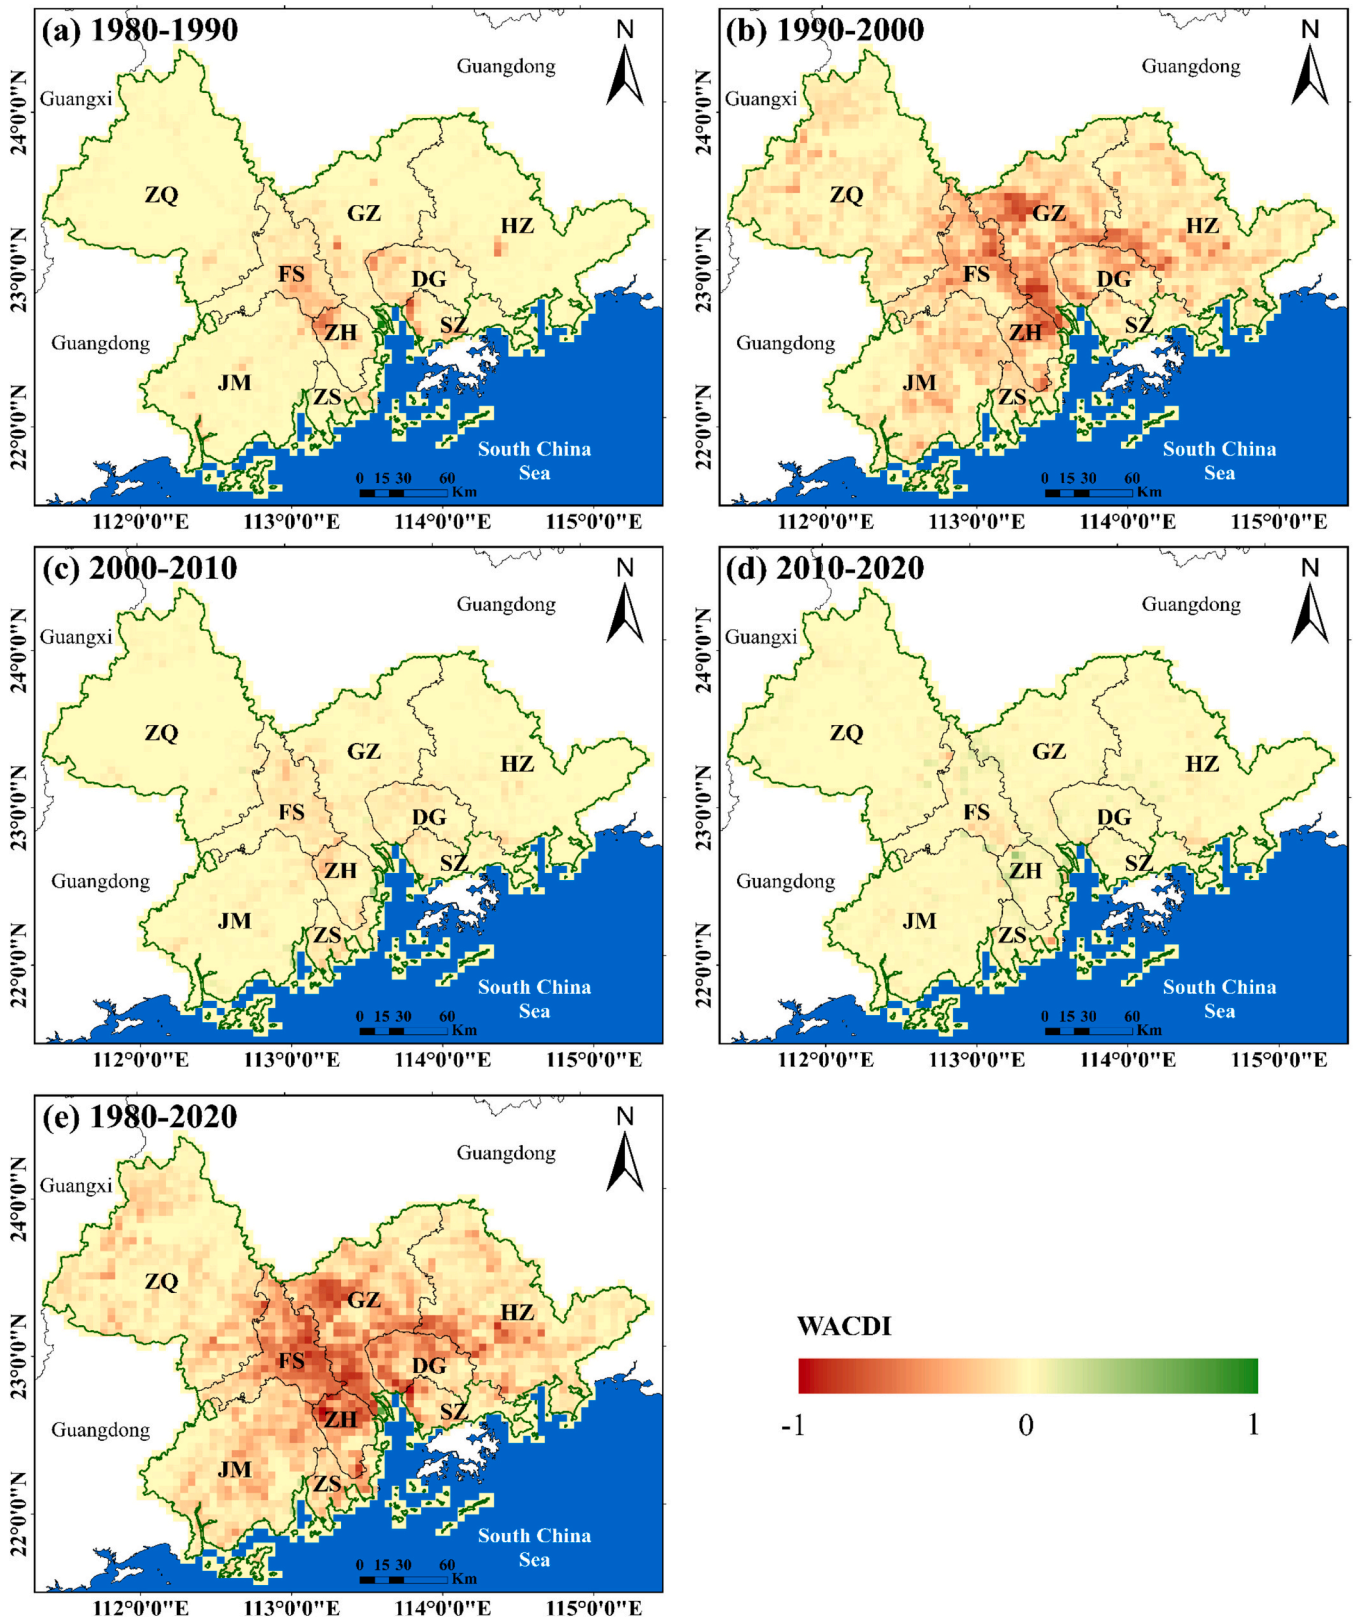 (a) 1980-1990
N
Guangdong
Guangxi
24°0'0"N
23°0'0"N
22°0'0"N
ZQ
GZ
HZ
FS
DG
ZH
SZ
JM
ZS
Guangdong
South China
Sea
0 15 30 60
Km
112°0'0"E 113°0'0"E 114°0'0"E 115°0'0"E
(b) 1990-2000
N
Guangdong
Guangxi
24°0'0"N
23°0'0"N
22°0'0"N
ZQ
GZ
HZ
FS
DG
ZH
SZ
JM
ZS
Guangdong
South China
Sea
0 15 30 60
Km
112°0'0"E 113°0'0"E 114°0'0"E 115°0'0"E
(c) 2000-2010
N
Guangdong
Guangxi
24°0'0"N
23°0'0"N
22°0'0"N
ZQ
GZ
HZ
FS
DG
ZH
SZ
JM
ZS
Guangdong
South China
Sea
0 15 30 60
Km
112°0'0"E 113°0'0"E 114°0'0"E 115°0'0"E
(d) 2010-2020
N
Guangdong
Guangxi
24°0'0"N
23°0'0"N
22°0'0"N
ZQ
GZ
HZ
FS
DG
ZH
SZ
JM
ZS
Guangdong
South China
Sea
0 15 30 60
Km
112°0'0"E 113°0'0"E 114°0'0"E 115°0'0"E
(e) 1980-2020
N
Guangdong
Guangxi
24°0'0"N
23°0'0"N
22°0'0"N
ZQ
GZ
HZ
FS
DG
ZH
SZ
JM
ZS
Guangdong
South China
Sea
0 15 30 60
Km
112°0'0"E 113°0'0"E 114°0'0"E 115°0'0"E
WACDI
-1 0 1